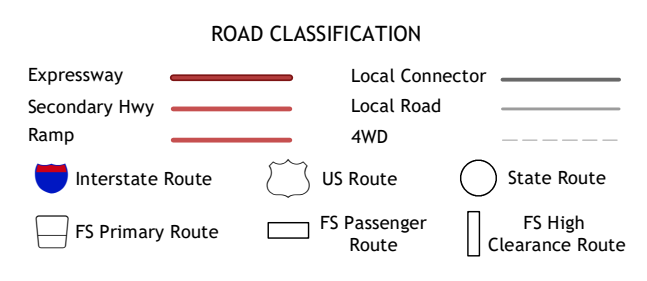 ROAD CLASSIFICATION
Expressway
Local Connector
Secondary Hwy
Local Road
Ramp
4WD
Interstate Route
US Route
State Route
FS Primary Route
FS Passenger
Route
FS High
Clearance Route